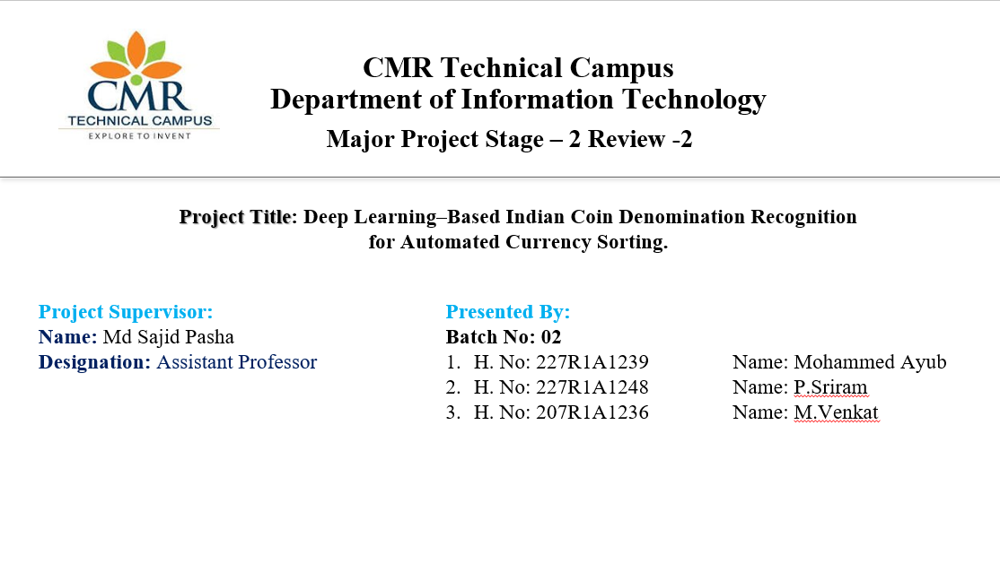 CMR
TECHNICAL CAMPUS
EXPLORE TO INVENT
CMR Technical Campus
Department of Information Technology
Major Project Stage – 2 Review -2
Project Title: Deep Learning–Based Indian Coin Denomination Recognition
for Automated Currency Sorting.
Project Supervisor:
Name: Md Sajid Pasha
Designation: Assistant Professor
Presented By:
Batch No: 02
1. H. No: 227R1A1239 Name: Mohammed Ayub
2. H. No: 227R1A1248 Name: P.Sriram
3. H. No: 207R1A1236 Name: M.Venkat